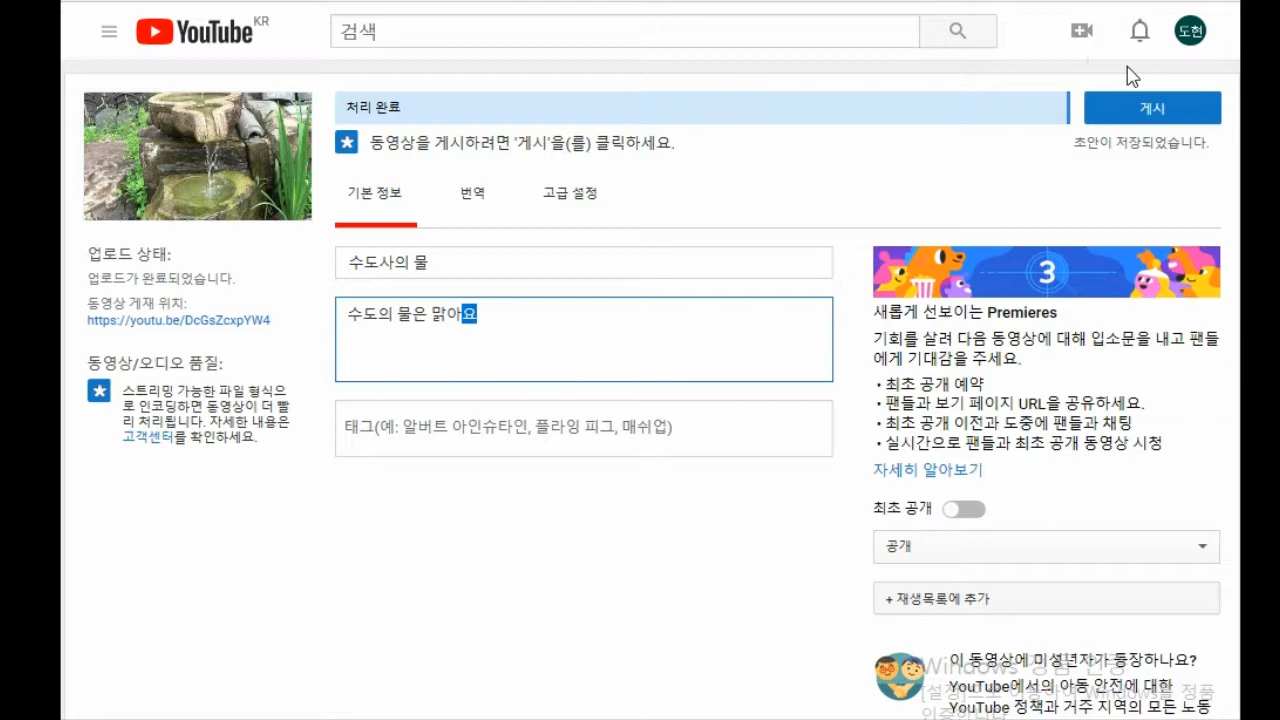 YouTube KR
검색
도현
처리 완료
게시
동영상을 게시하려면 '게시'을(를) 클릭하세요.
초안이 저장되었습니다.
기본 정보
번역
고급 설정
업로드 상태:
업로드가 완료되었습니다.
동영상 게재 위치:
https://youtu.be/DcGsZcxpYW4
동영상/오디오 품질:
스트리밍 가능한 파일 형식으
로 인코딩하면 동영상이 더 빨
리 처리됩니다. 자세한 내용은
고객센터를 확인하세요.
수도사의 물
수도의 물은 맑아요
태그(예: 알버트 아인슈타인, 플라잉 피그, 매쉬업)
3
새롭게 선보이는 Premieres
기회를 살려 다음 동영상에 대해 입소문을 내고 팬들
에게 기대감을 주세요.
• 최초 공개 예약
• 팬들과 보기 페이지 URL을 공유하세요.
• 최초 공개 이전과 도중에 팬들과 채팅
• 실시간으로 팬들과 최초 공개 동영상 시청
자세히 알아보기
최초 공개
공개
+ 재생목록에 추가
이 동영상에 미성년자가 등장하나요?
YouTube에서의 아동 안전에 대한
YouTube 정책과 거주 지역의 모든 노동
Windows 정품 인증